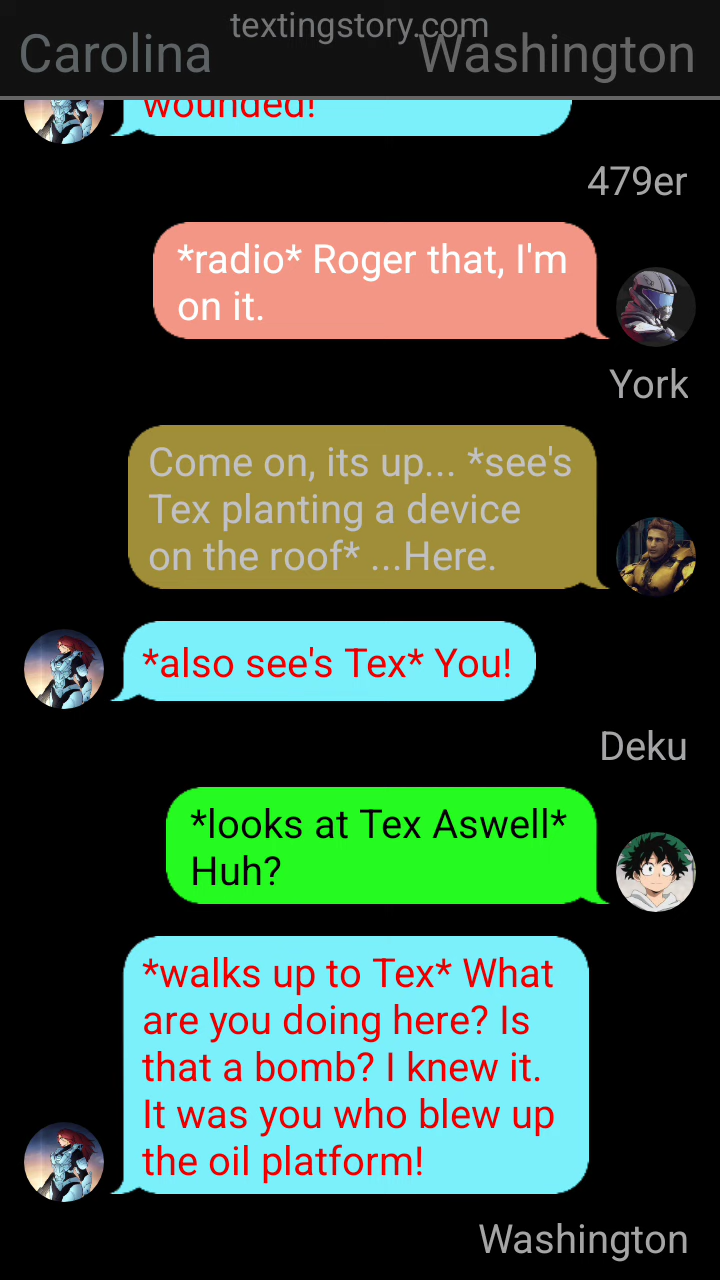 textingstory.com
Carolina
Washington
wounded!
479er
*radio* Roger that, I'm
on it.
York
Come on, its up... *see's
Tex planting a device
on the roof* ...Here.
*also see's Tex* You!
Deku
*looks at Tex Aswell*
Huh?
*walks up to Tex* What
are you doing here? Is
that a bomb? I knew it.
It was you who blew up
the oil platform!
Washington